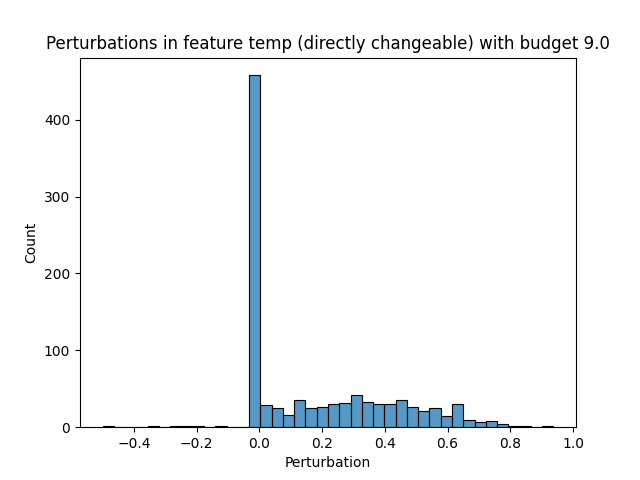 Perturbations in feature temp (directly changeable) with budget 9.0
Count
400
300
200
100
0
−0.4 −0.2 0.0 0.2 0.4 0.6 0.8 1.0
Perturbation